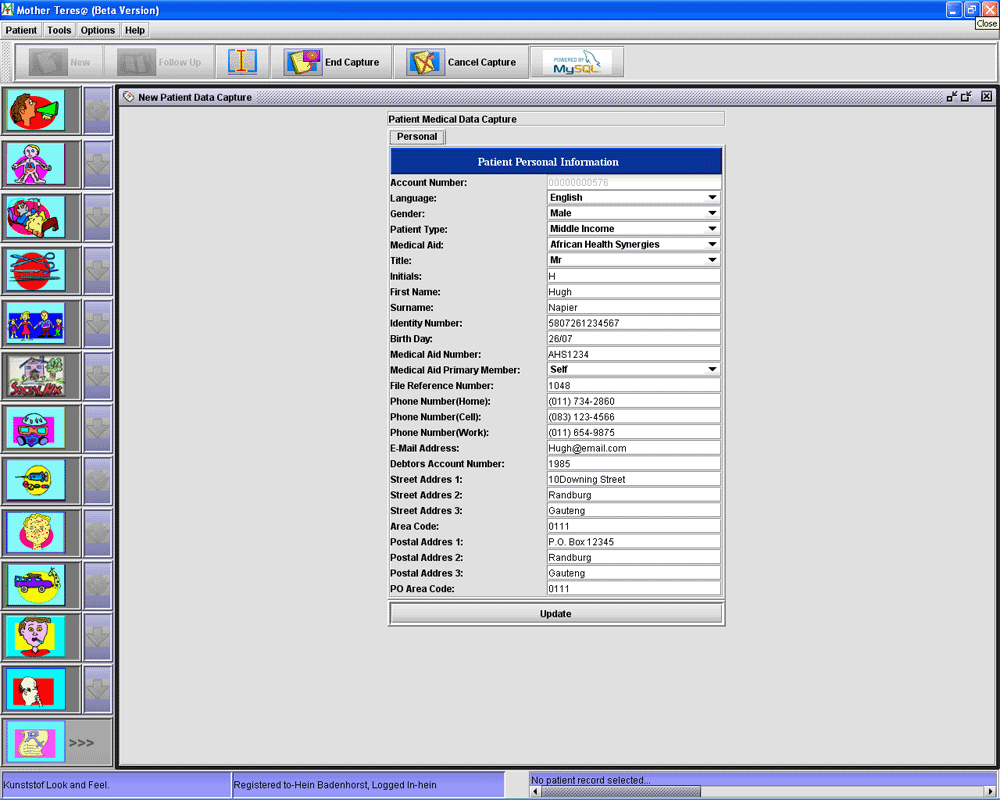 Mother Teres@ (Beta Version)
Close
Patient Tools Options Help
New Follow Up End Capture Cancel Capture POWERED BY MySQL
New Patient Data Capture
Patient Medical Data Capture
Personal
Patient Personal Information
Account Number: 00000000576
Language: English
Gender: Male
Patient Type: Middle Income
Medical Aid: African Health Synergies
Title: Mr
Initials: H
First Name: Hugh
Surname: Napier
Identity Number: 5807261234567
Birth Day: 26/07
Medical Aid Number: AHS1234
Medical Aid Primary Member: Self
File Reference Number: 1048
Phone Number(Home): (011) 734-2860
Phone Number(Cell): (083) 123-4566
Phone Number(Work): (011) 654-9875
E-Mail Address: Hugh@email.com
Debtors Account Number: 1985
Street Addres 1: 10Downing Street
Street Addres 2: Randburg
Street Addres 3: Gauteng
Area Code: 0111
Postal Addres 1: P.O. Box 12345
Postal Addres 2: Randburg
Postal Addres 3: Gauteng
PO Area Code: 0111
Update
>>>
Kunststof Look and Feel. Registered to-Hein Badenhorst, Logged In-hein No patient record selected...